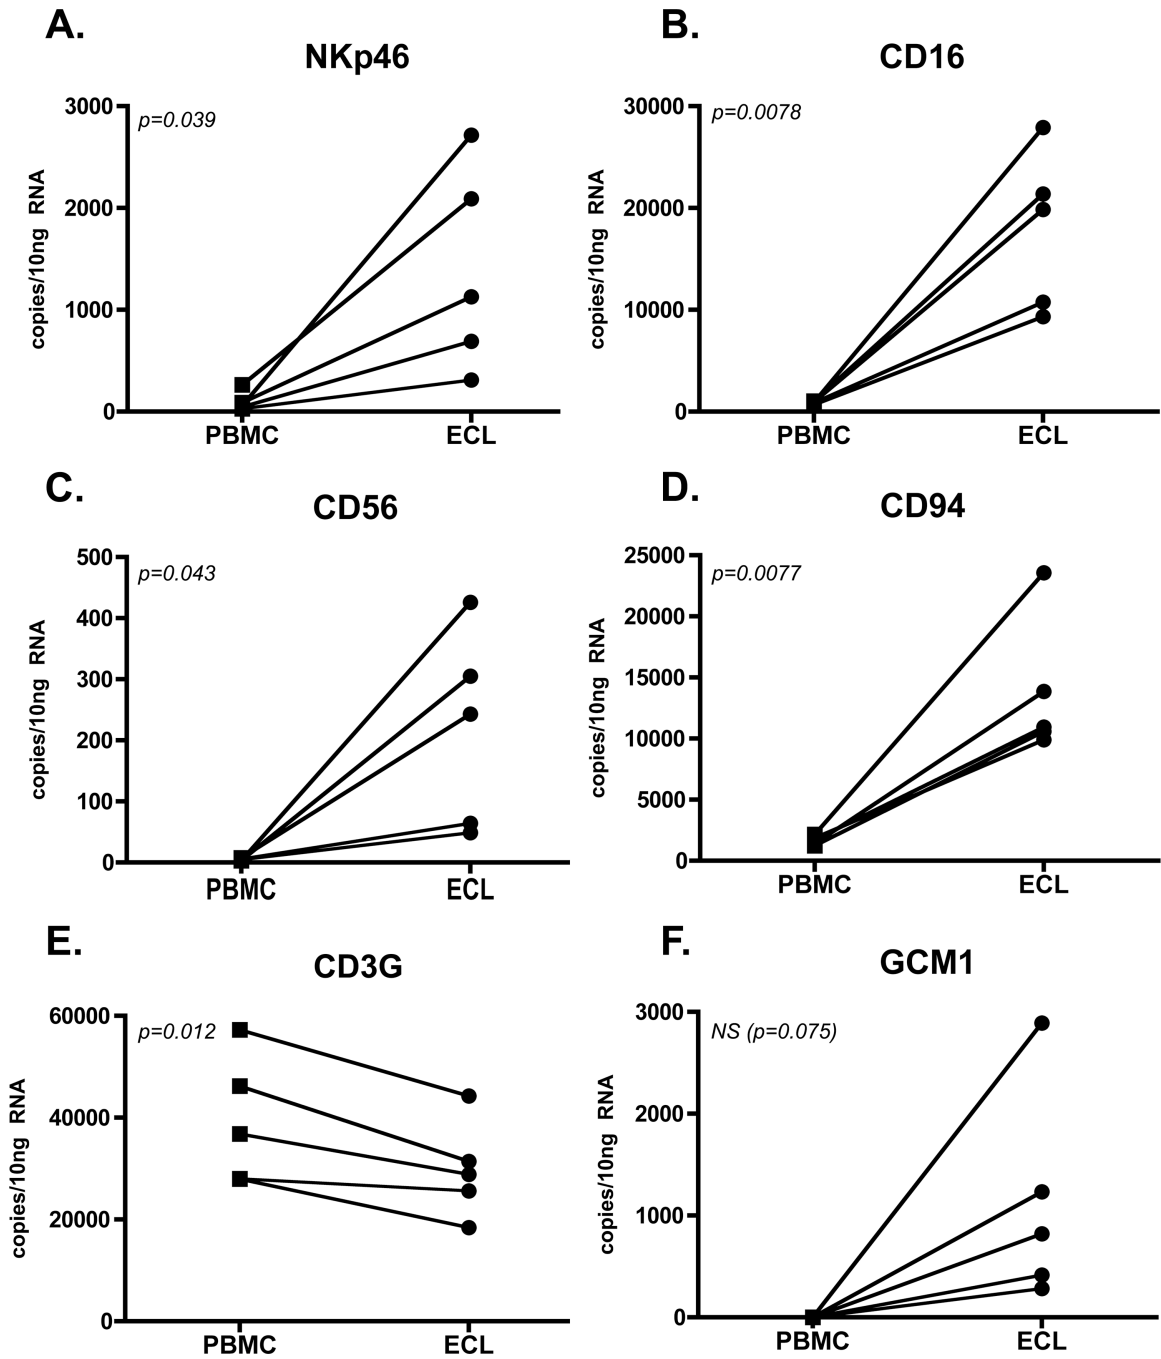 A.
NKp46
p=0.039
3000
2000
1000
0
copies/10ng RNA
PBMC ECL
B.
CD16
p=0.0078
30000
20000
10000
0
copies/10ng RNA
PBMC ECL
C.
CD56
p=0.043
500
400
300
200
100
0
copies/10ng RNA
PBMC ECL
D.
CD94
p=0.0077
25000
20000
15000
10000
5000
0
copies/10ng RNA
PBMC ECL
E.
CD3G
p=0.012
60000
40000
20000
0
copies/10ng RNA
PBMC ECL
F.
GCM1
NS (p=0.075)
3000
2000
1000
0
copies/10ng RNA
PBMC ECL